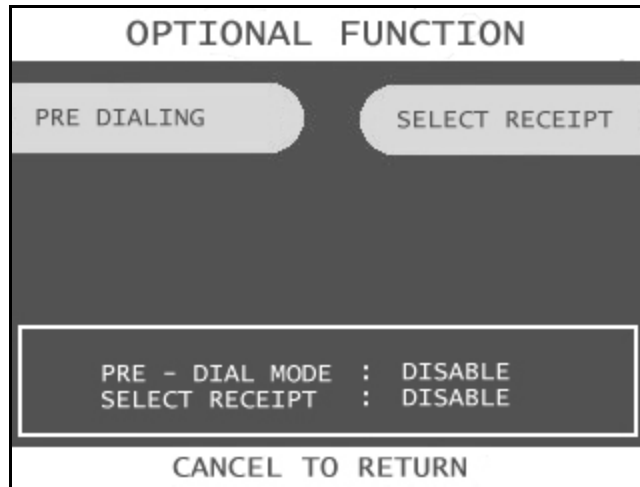 OPTIONAL FUNCTION
PRE DIALING
SELECT RECEIPT
PRE - DIAL MODE : DISABLE
SELECT RECEIPT : DISABLE
CANCEL TO RETURN